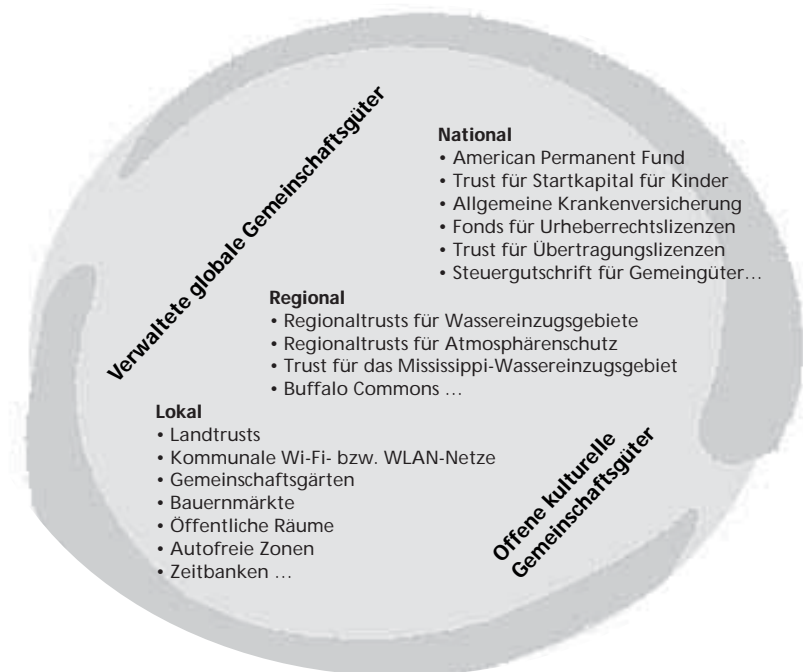 Verwaltete globale Gemeinschaftsgüter
National
• American Permanent Fund
• Trust für Startkapital für Kinder
• Allgemeine Krankenversicherung
• Fonds für Urheberrechtslizenzen
• Trust für Übertragungslizenzen
• Steuergutschrift für Gemeingüter…
Regional
• Regionaltrusts für Wassereinzugsgebiete
• Regionaltrusts für Atmosphärenschutz
• Trust für das Mississippi-Wassereinzugsgebiet
• Buffalo Commons …
Lokal
• Landtrusts
• Kommunale Wi-Fi- bzw. WLAN-Netze
• Gemeinschaftsgärten
• Bauernmärkte
• Öffentliche Räume
• Autofreie Zonen
• Zeitbanken …
Offene kulturelle
Gemeinschaftsgüter